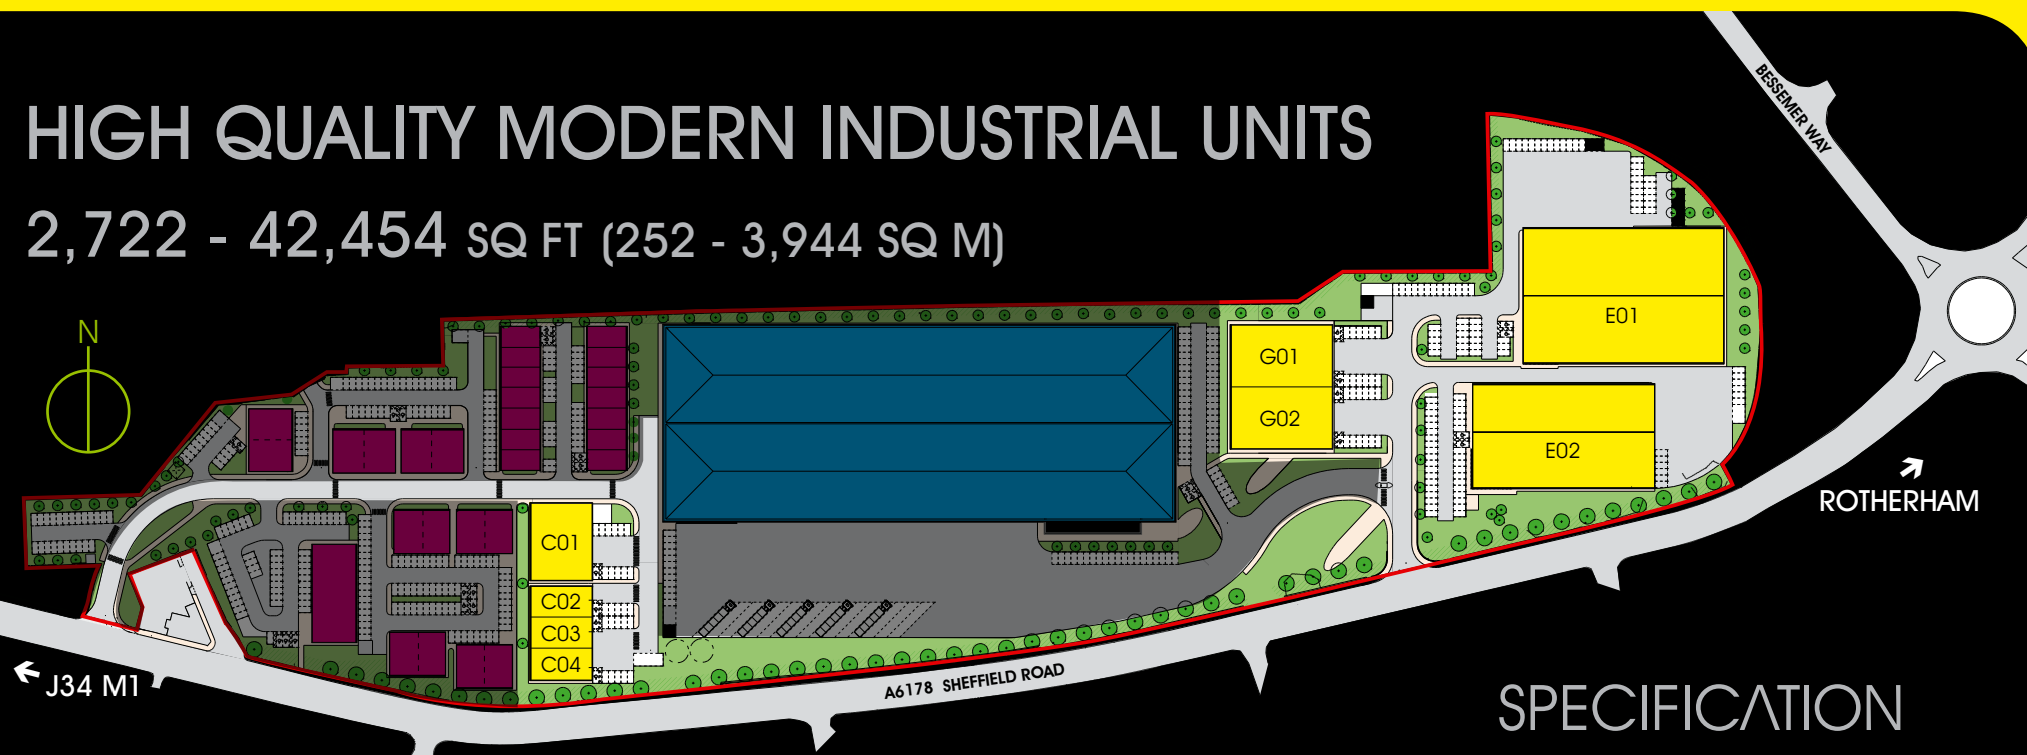 HIGH QUALITY MODERN INDUSTRIAL UNITS
2,722 - 42,454 SQ FT (252 - 3,944 SQ M)
BESSEMER WAY
N
E01
G01
G02
E02
ROTHERHAM
C01
C02
C03
C04
J34 M1
A6178 SHEFFIELD ROAD
SPECIFICATION